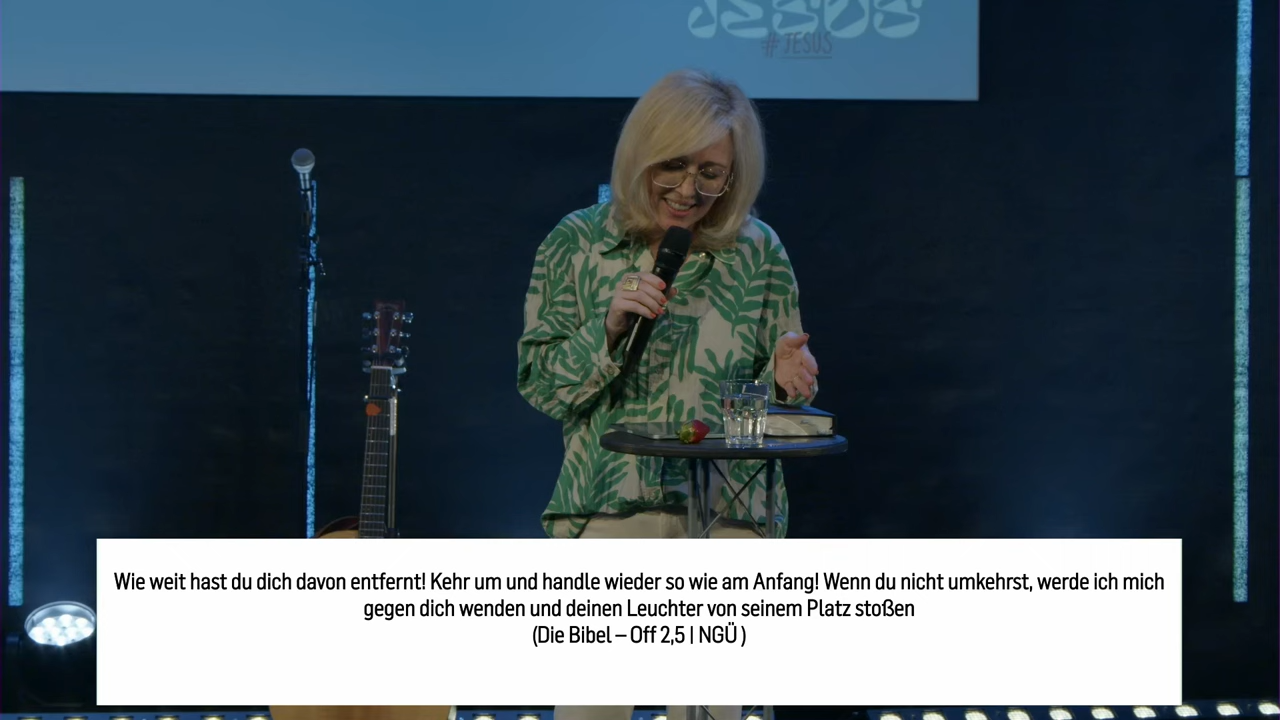 JESUS
# JESUS
Wie weit hast du dich davon entfernt! Kehr um und handle wieder so wie am Anfang! Wenn du nicht umkehrst, werde ich mich
gegen dich wenden und deinen Leuchter von seinem Platz stoßen
(Die Bibel – Off 2,5 | NGÜ )